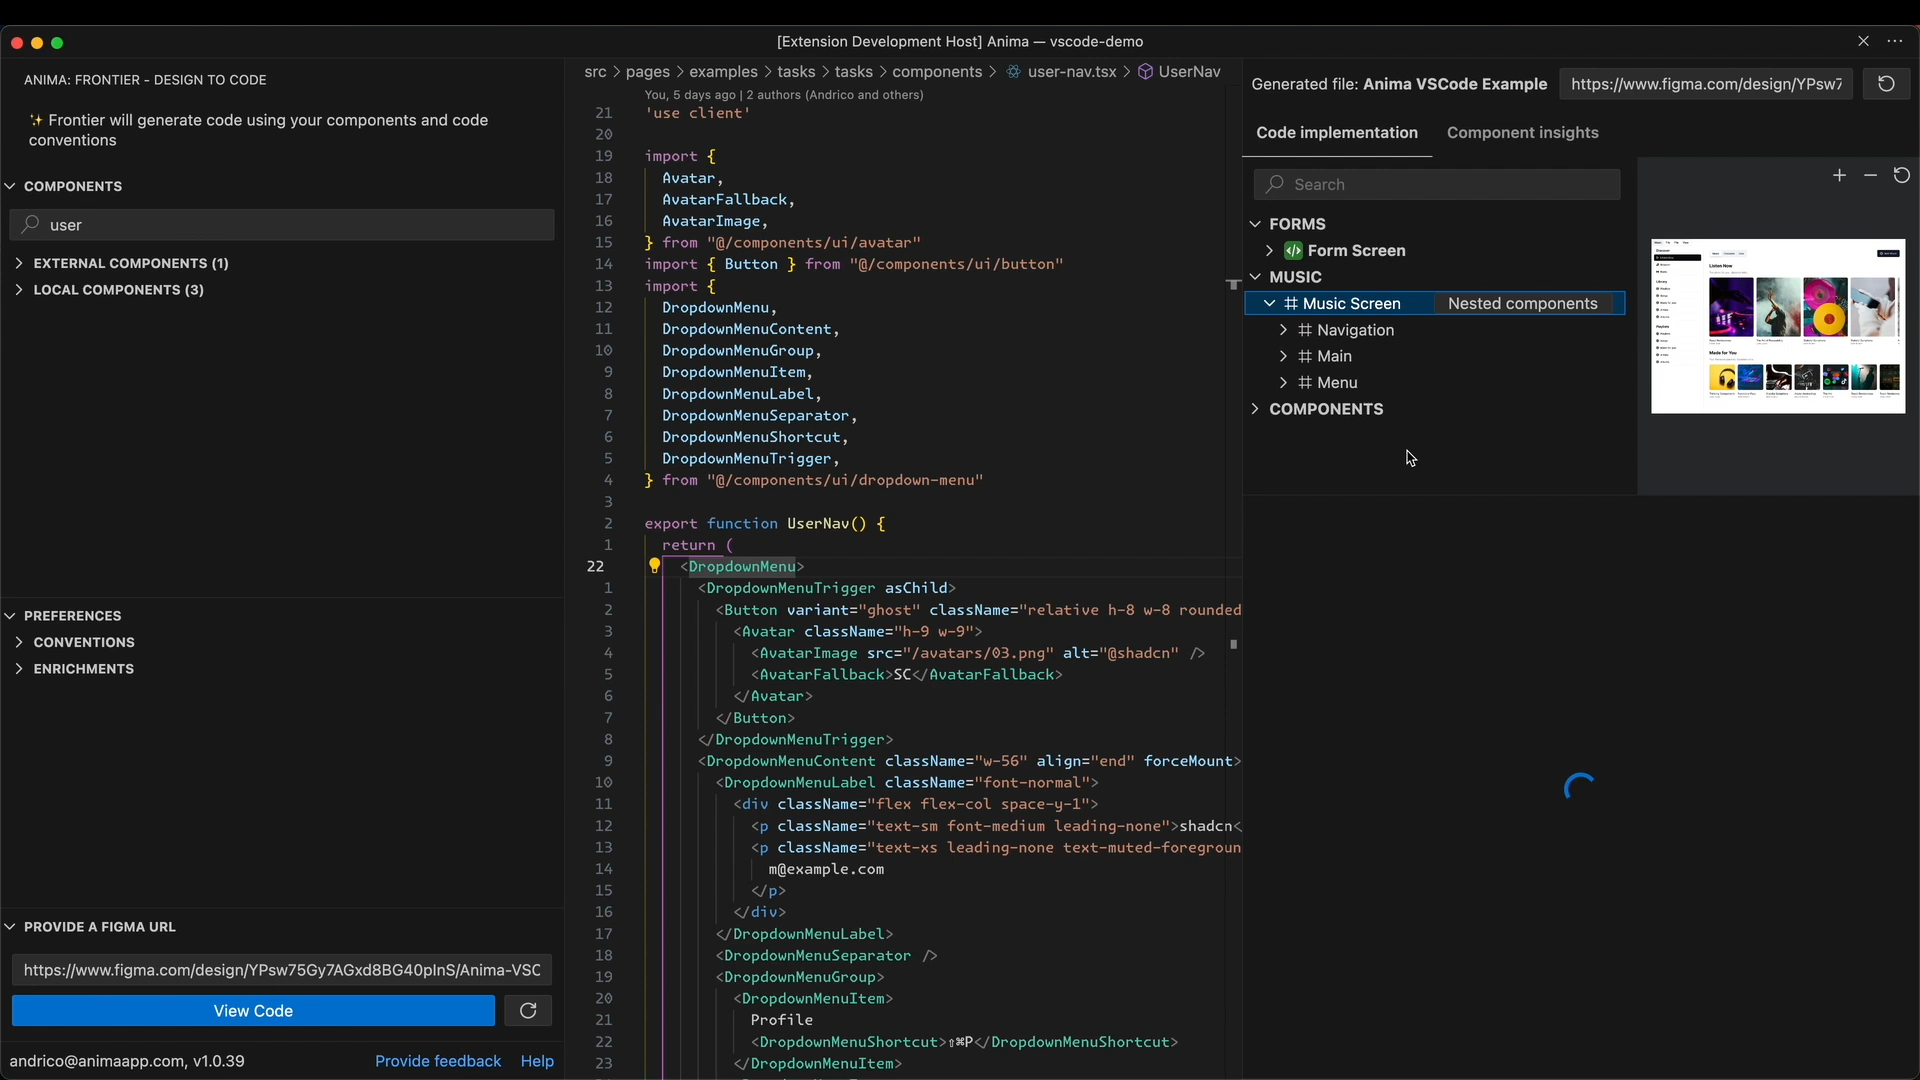 [Extension Development Host] Anima — vscode-demo
ANIMA: FRONTIER - DESIGN TO CODE
✨ Frontier will generate code using your components and code
conventions
COMPONENTS
user
EXTERNAL COMPONENTS (1)
LOCAL COMPONENTS (3)
PREFERENCES
CONVENTIONS
ENRICHMENTS
PROVIDE A FIGMA URL
https://www.figma.com/design/YPsw75Gy7AGxd8BG40pInS/Anima-VSC
View Code
andrico@animaapp.com, v1.0.39 Provide feedback Help
src > pages > examples > tasks > tasks > components > user-nav.tsx > UserNav
You, 5 days ago | 2 authors (Andrico and others)
21 'use client'
20
19 import {
18 Avatar,
17 AvatarFallback,
16 AvatarImage,
15 } from "@/components/ui/avatar"
14 import { Button } from "@/components/ui/button"
13 import {
12 DropdownMenu,
11 DropdownMenuContent,
10 DropdownMenuGroup,
9 DropdownMenuItem,
8 DropdownMenuLabel,
7 DropdownMenuSeparator,
6 DropdownMenuShortcut,
5 DropdownMenuTrigger,
4 } from "@/components/ui/dropdown-menu"
3
2 export function UserNav() {
1 return (
22 <DropdownMenu>
1 <DropdownMenuTrigger asChild>
2 <Button variant="ghost" className="relative h-8 w-8 rounded
3 <Avatar className="h-9 w-9">
4 <AvatarImage src="/avatars/03.png" alt="@shadcn" />
5 <AvatarFallback>SC</AvatarFallback>
6 </Avatar>
7 </Button>
8 </DropdownMenuTrigger>
9 <DropdownMenuContent className="w-56" align="end" forceMount>
10 <DropdownMenuLabel className="font-normal">
11 <div className="flex flex-col space-y-1">
12 <p className="text-sm font-medium leading-none">shadcn<
13 <p className="text-xs leading-none text-muted-foregroun
14 m@example.com
15 </p>
16 </div>
17 </DropdownMenuLabel>
18 <DropdownMenuSeparator />
19 <DropdownMenuGroup>
20 <DropdownMenuItem>
21 Profile
22 <DropdownMenuShortcut>⇧⌘P</DropdownMenuShortcut>
23 </DropdownMenuItem>
Generated file: Anima VSCode Example https://www.figma.com/design/YPsw7
Code implementation Component insights
Search
FORMS
Form Screen
MUSIC
Music Screen Nested components
Navigation
Main
Menu
COMPONENTS
Listen Now
Made for You